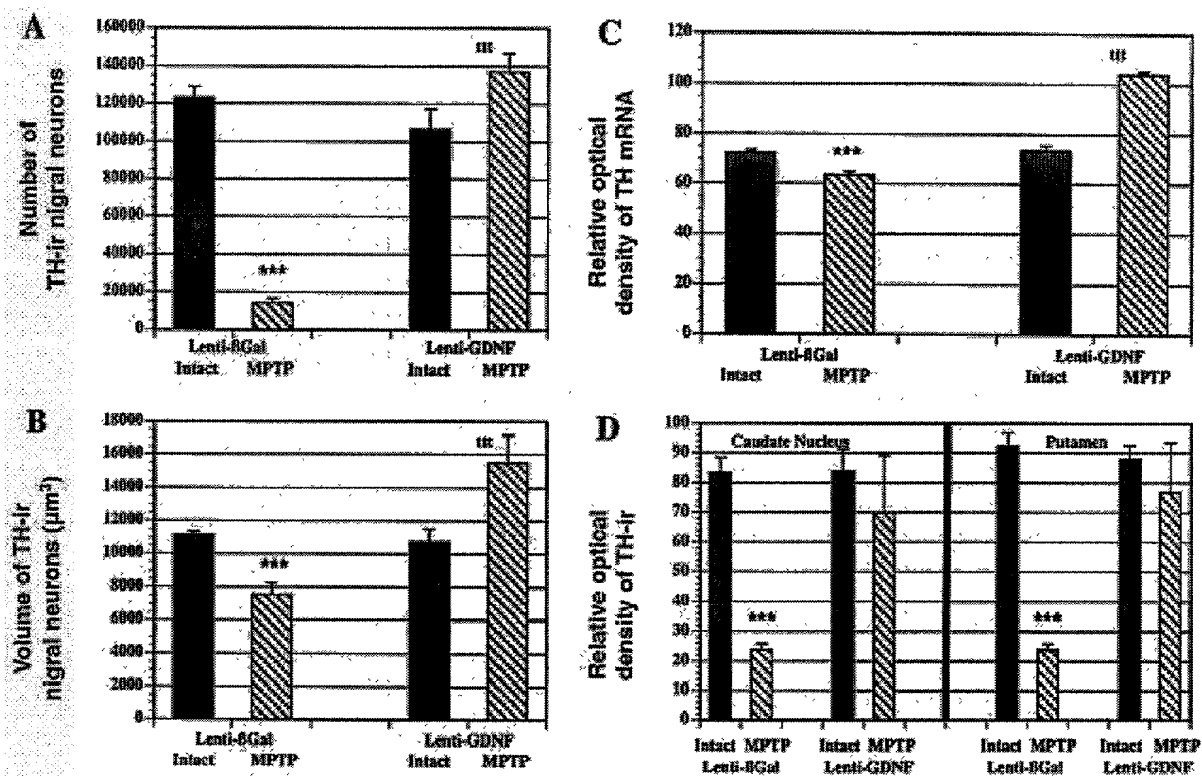 A
Number of
TH-ir nigral neurons
160000
140000
120000
100000
80000
60000
40000
20000
0
***
ttt
Lenti-βGal
Lenti-GDNF
Intact MPTP
Intact MPTP
B
Volume of TH-ir
nigral neurons (µm³)
18000
16000
14000
12000
10000
8000
6000
4000
2000
0
***
ttt
Lenti-βGal
Lenti-GDNF
Intact MPTP
Intact MPTP
C
Relative optical
density of TH mRNA
120
100
80
60
40
20
0
***
ttt
Lenti-βGal
Lenti-GDNF
Intact MPTP
Intact MPTP
D
Relative optical
density of TH-ir
100
90
80
70
60
50
40
30
20
10
0
Caudate Nucleus
Putamen
***
***
Intact MPTP Intact MPTP
Intact MPTP Intact MPTP
Lenti-βGal Lenti-GDNF
Lenti-βGal Lenti-GDNF